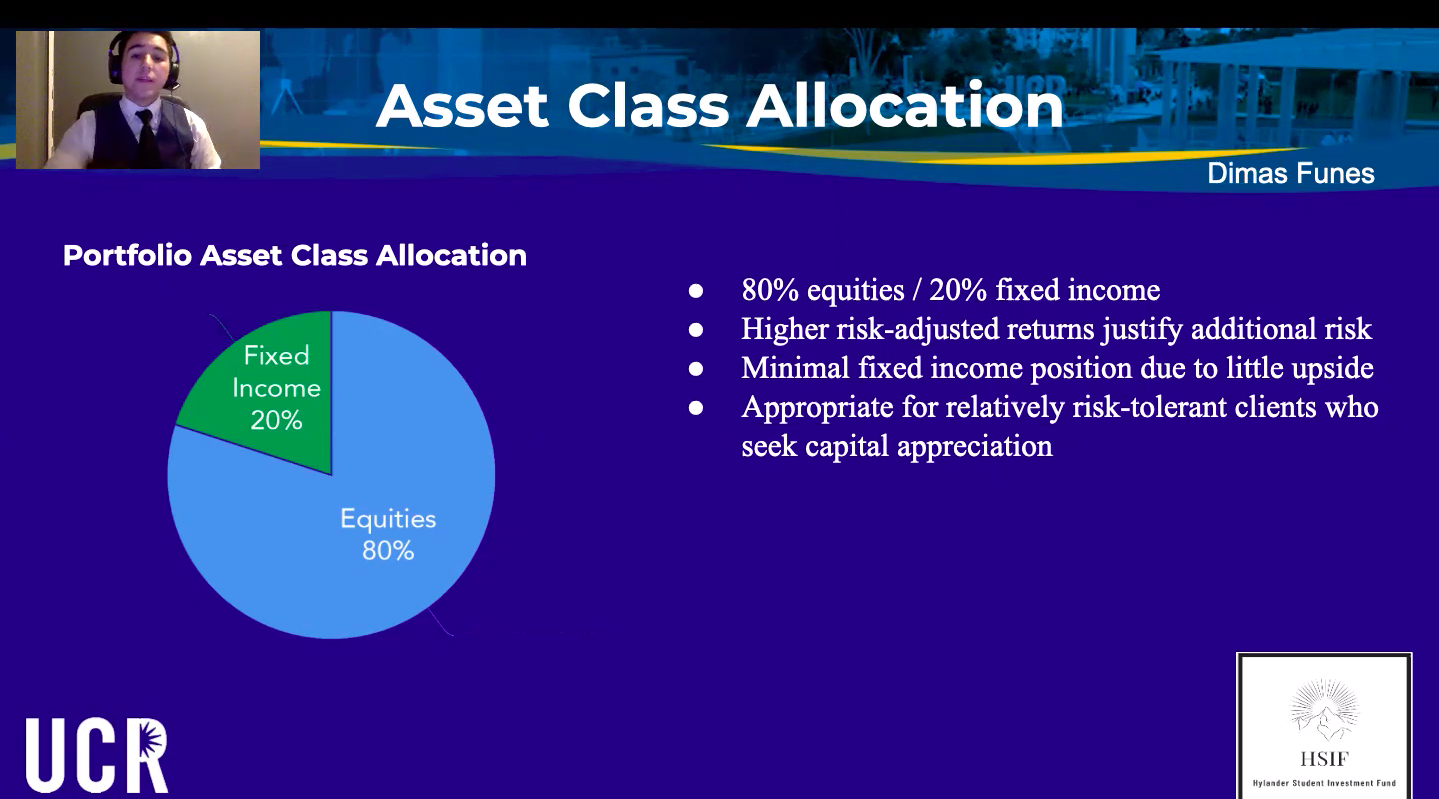 Asset Class Allocation
Dimas Funes
Portfolio Asset Class Allocation
Fixed
Income
20%
Equities
80%
● 80% equities / 20% fixed income
● Higher risk-adjusted returns justify additional risk
● Minimal fixed income position due to little upside
● Appropriate for relatively risk-tolerant clients who
seek capital appreciation
UCR
HSIF
Hylander Student Investment Fund